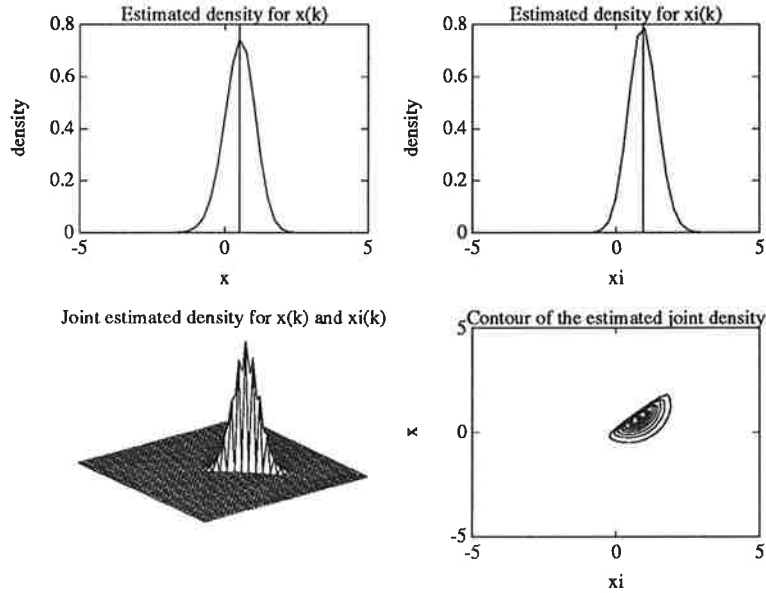 Estimated density for x(k)
0.8
0.6
0.4
0.2
0
density
-5
0
5
x
Estimated density for xi(k)
0.8
0.6
0.4
0.2
0
density
-5
0
5
xi
Joint estimated density for x(k) and xi(k)
Contour of the estimated joint density
5
0
-5
x
-5
0
5
xi